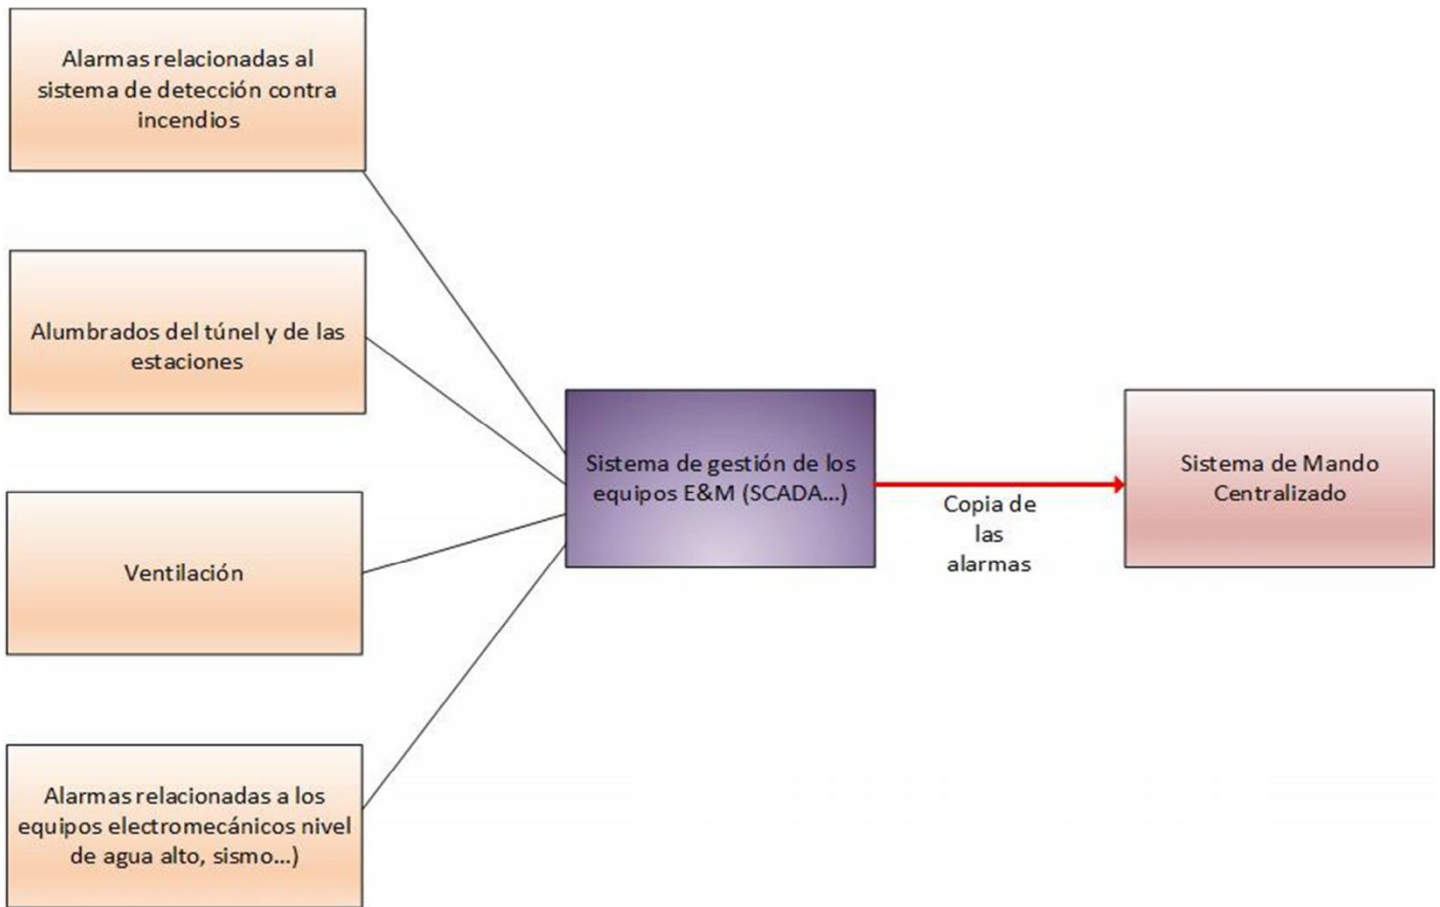 Alarmas relacionadas al
sistema de detección contra
incendios
Alumbrados del túnel y de las
estaciones
Ventilación
Alarmas relacionadas a los
equipos electromecánicos nivel
de agua alto, sismo...)
Sistema de gestión de los
equipos E&M (SCADA...)
Copia de
las
alarmas
Sistema de Mando
Centralizado